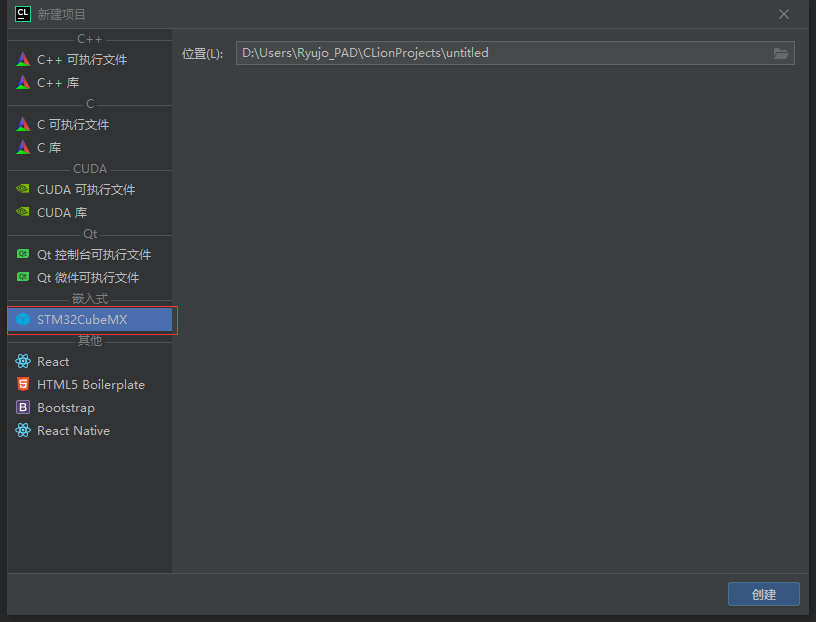 CL 新建项目
C++
C++ 可执行文件
C++ 库
C
C 可执行文件
C 库
CUDA
CUDA 可执行文件
CUDA 库
Qt
Qt 控制台可执行文件
Qt 微件可执行文件
嵌入式
STM32CubeMX
其他
React
HTML5 Boilerplate
B Bootstrap
React Native
位置(L): D:\Users\Ryujo_PAD\CLionProjects\untitled
创建